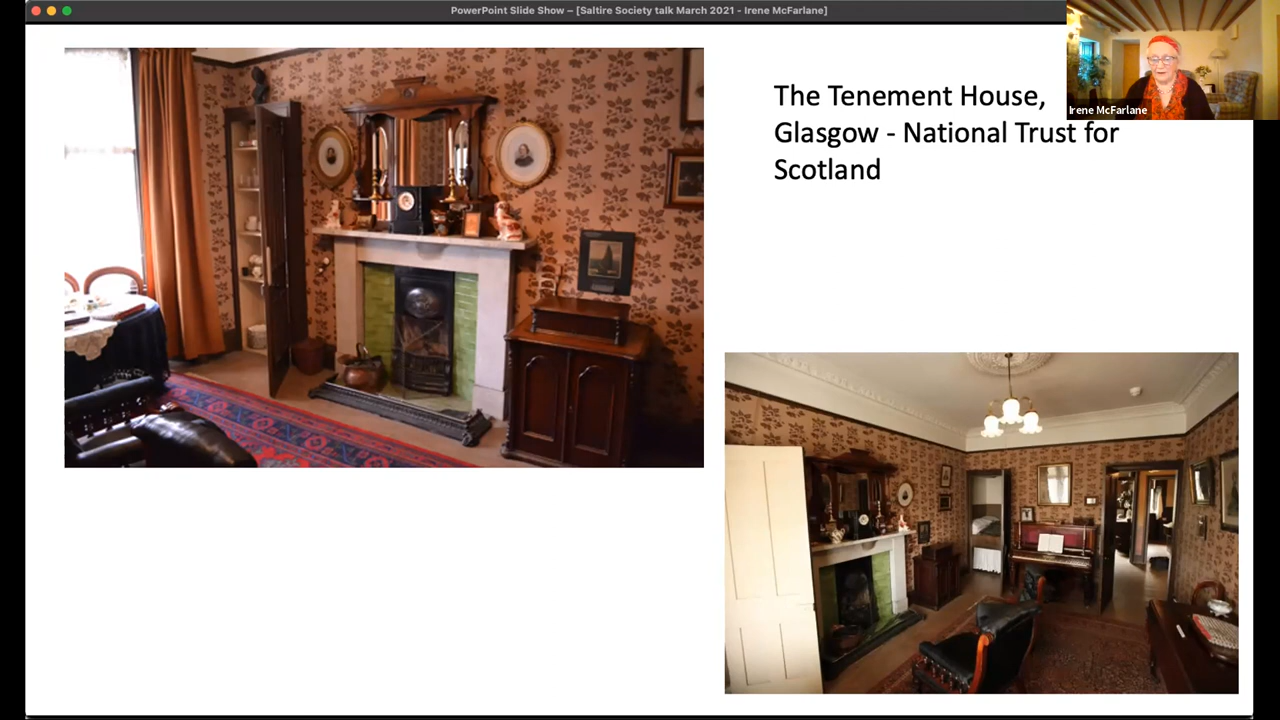 PowerPoint Slide Show – [Saltire Society talk March 2021 - Irene McFarlane]
The Tenement House,
Glasgow - National Trust for
Scotland
Irene McFarlane